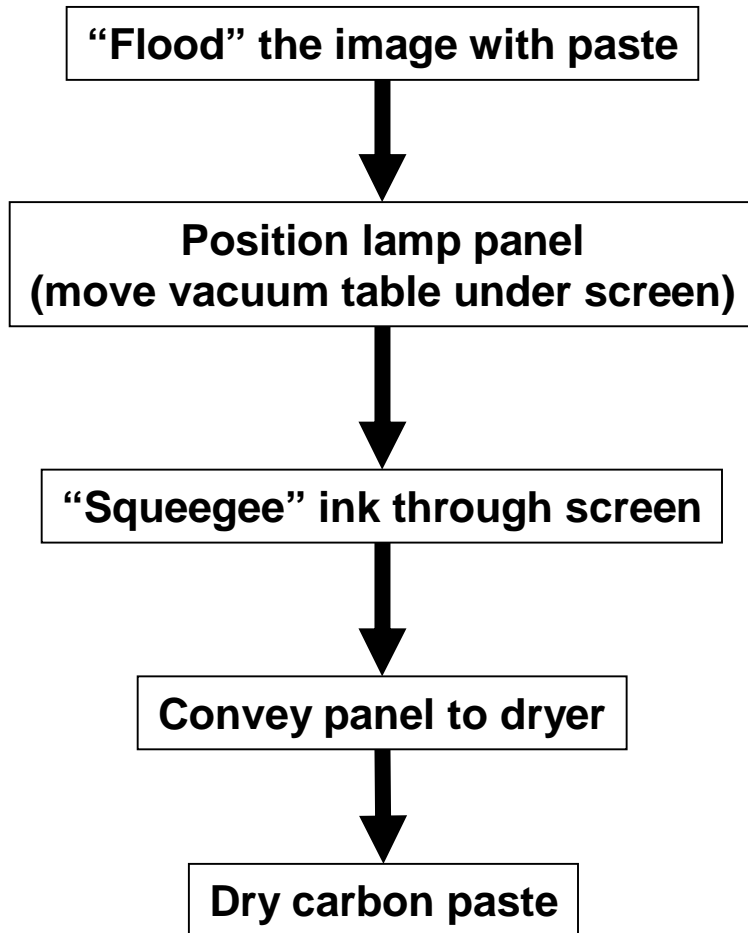 “Flood” the image with paste
Position lamp panel
(move vacuum table under screen)
“Squeegee” ink through screen
Convey panel to dryer
Dry carbon paste